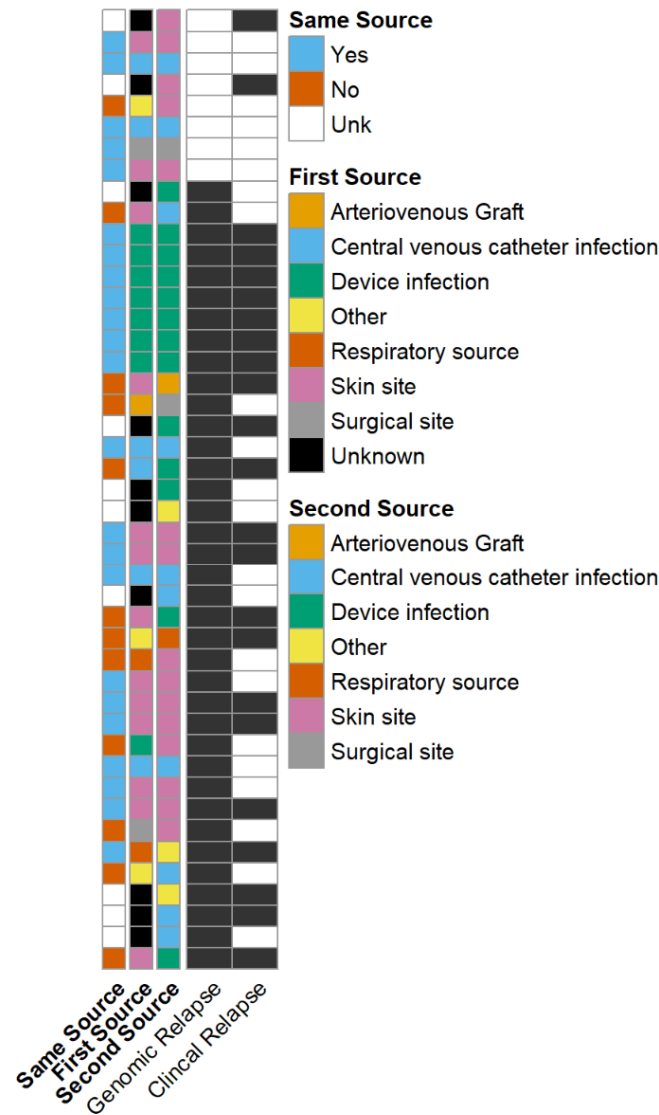 Same Source
Yes
No
Unk
First Source
Arteriovenous Graft
Central venous catheter infection
Device infection
Other
Respiratory source
Skin site
Surgical site
Unknown
Second Source
Arteriovenous Graft
Central venous catheter infection
Device infection
Other
Respiratory source
Skin site
Surgical site
Same Source
First Source
Second Source
Genomic Relapse
Clincal Relapse